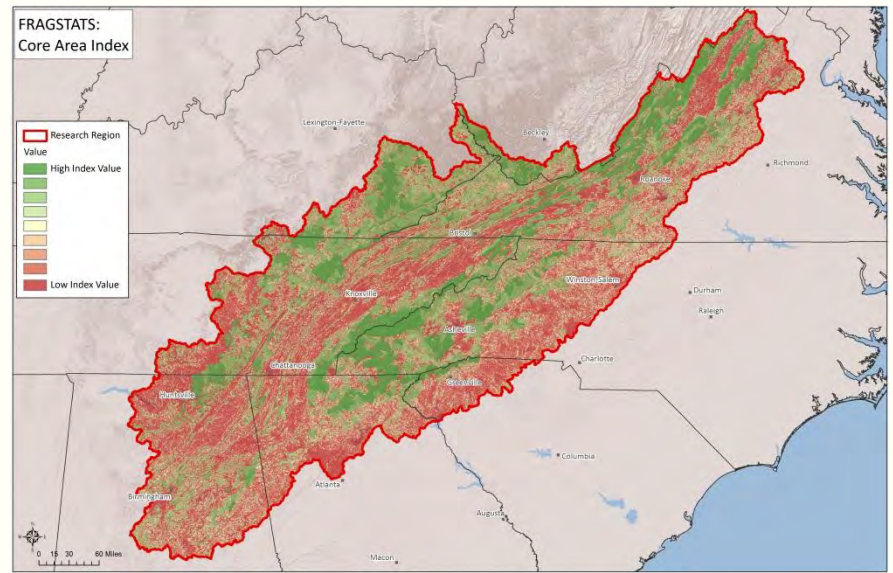 FRAGSTATS:
Core Area Index
Research Region
Value
High Index Value
Low Index Value
Lexington-Fayette
Beckley
Richmond
Roanoke
Bristol
Winston-Salem
Durham
Raleigh
Knoxville
Asheville
Charlotte
Chattanooga
Greenville
Huntsville
Columbia
Atlanta
Birmingham
Augusta
Macon
0 15 30 60 Miles